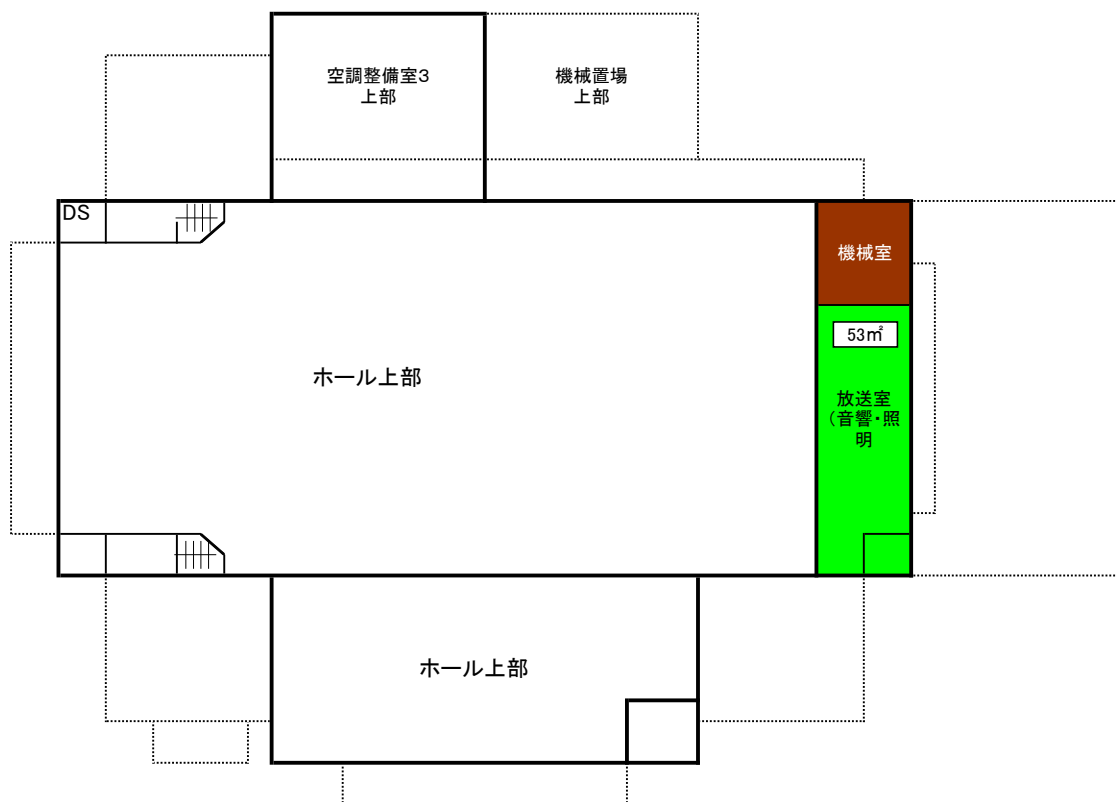 空調整備室3
上部
機械置場
上部
DS
機械室
53㎡
ホール上部
放送室
（音響・照
明
ホール上部